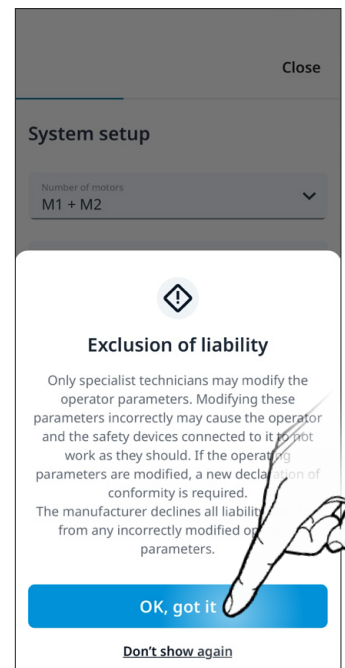 Close
System setup
Number of motors
M1 + M2
Exclusion of liability
Only specialist technicians may modify the
operator parameters. Modifying these
parameters incorrectly may cause the operator
and the safety devices connected to it to not
work as they should. If the operating
parameters are modified, a new declaration of
conformity is required.
The manufacturer declines all liability
from any incorrectly modified
parameters.
OK, got it
Don't show again